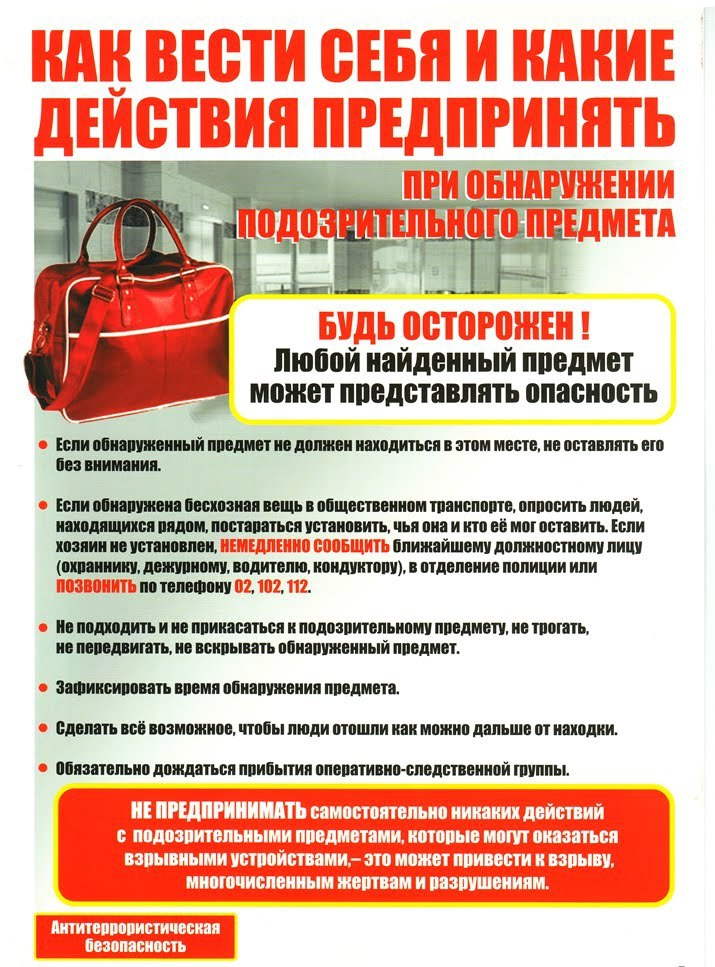 КАК ВЕСТИ СЕБЯ И КАКИЕ
ДЕЙСТВИЯ ПРЕДПРИНЯТЬ
ПРИ ОБНАРУЖЕНИИ
ПОДОЗРИТЕЛЬНОГО ПРЕДМЕТА
БУДЬ ОСТОРОЖЕН !
Любой найденный предмет
может представлять опасность
• Если обнаруженный предмет не должен находиться в этом месте, не оставлять его
без внимания.
• Если обнаружена бесхозная вещь в общественном транспорте, опросить людей,
находящихся рядом, постараться установить, чья она и кто её мог оставить. Если
хозяин не установлен, НЕМЕДЛЕННО СООБЩИТЬ ближайшему должностному лицу
(охраннику, дежурному, водителю, кондуктору), в отделение полиции или
ПОЗВОНИТЬ по телефону 02, 102, 112.
• Не подходить и не прикасаться к подозрительному предмету, не трогать,
не передвигать, не вскрывать обнаруженный предмет.
• Зафиксировать время обнаружения предмета.
• Сделать всё возможное, чтобы люди отошли как можно дальше от находки.
• Обязательно дождаться прибытия оперативно-следственной группы.
НЕ ПРЕДПРИНИМАТЬ самостоятельно никаких действий
с подозрительными предметами, которые могут оказаться
взрывными устройствами,– это может привести к взрыву,
многочисленным жертвам и разрушениям.
Антитеррористическая
безопасность